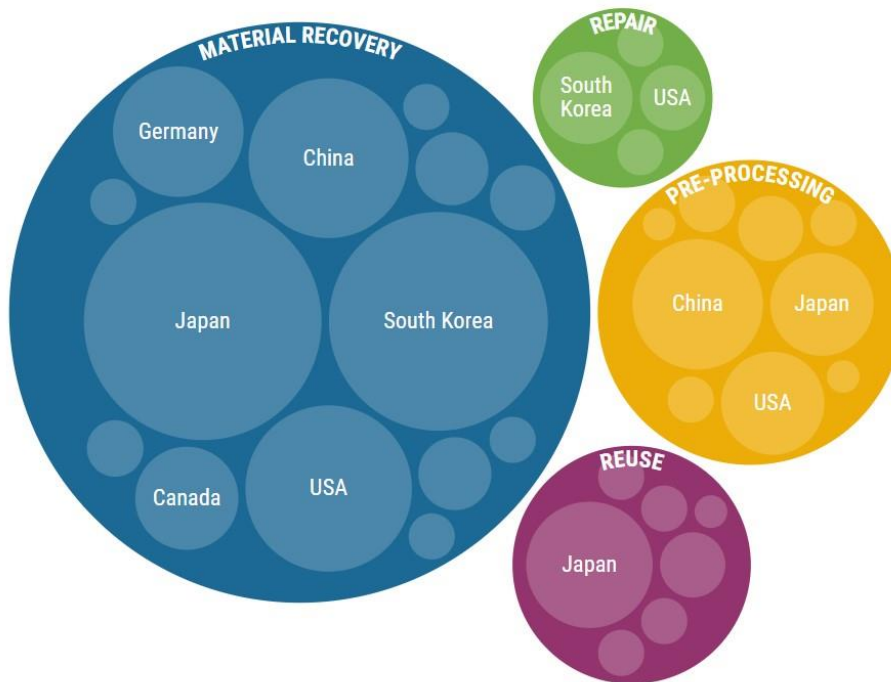 MATERIAL RECOVERY
Germany
China
Japan
South Korea
Canada
USA
REPAIR
South
Korea
USA
PRE-PROCESSING
China
Japan
USA
REUSE
Japan